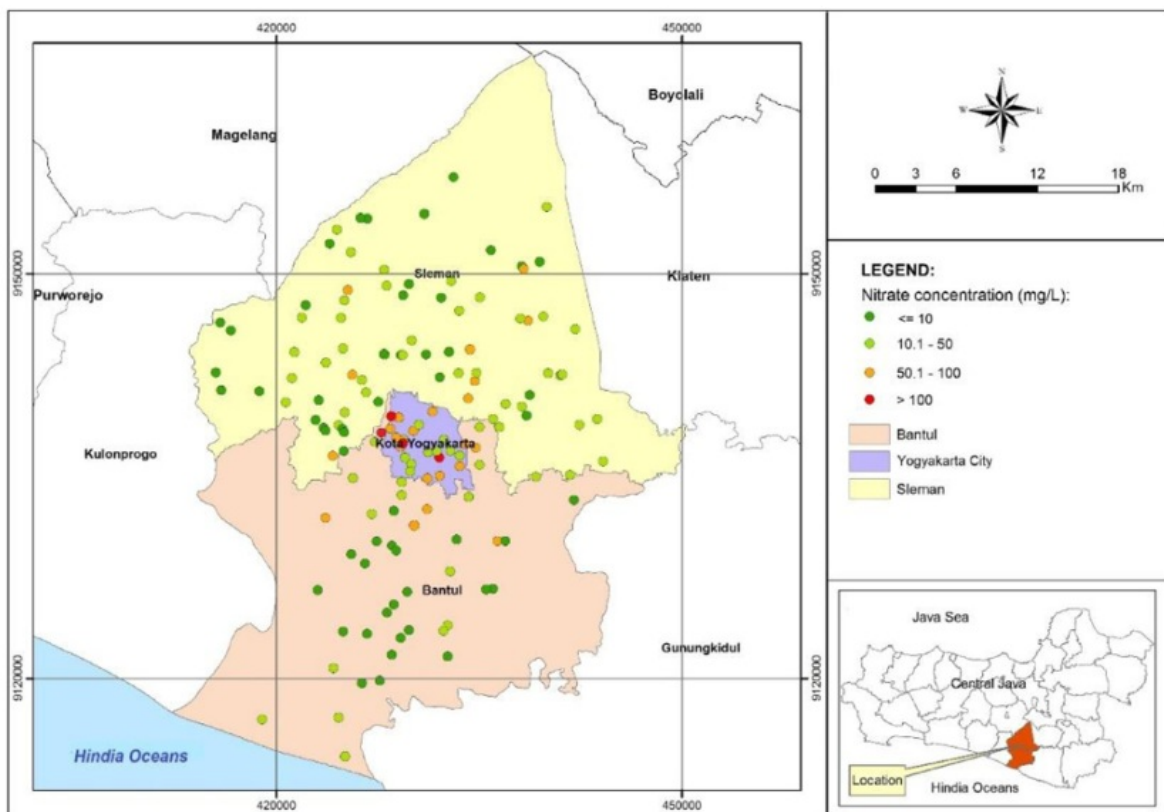 420000
450000
Boyolali
Magelang
9150000
Sleman
Klaten
Purworejo
Kulonprogo
Kota Yogyakarta
Bantul
Gunungkidul
9120000
Hindia Oceans
420000
450000
9150000
9120000
N
W
E
S
0 3 6 12 18
Km
LEGEND:
Nitrate concentration (mg/L):
<= 10
10.1 - 50
50.1 - 100
> 100
Bantul
Yogyakarta City
Sleman
Java Sea
Central Java
Location
Hindia Oceans